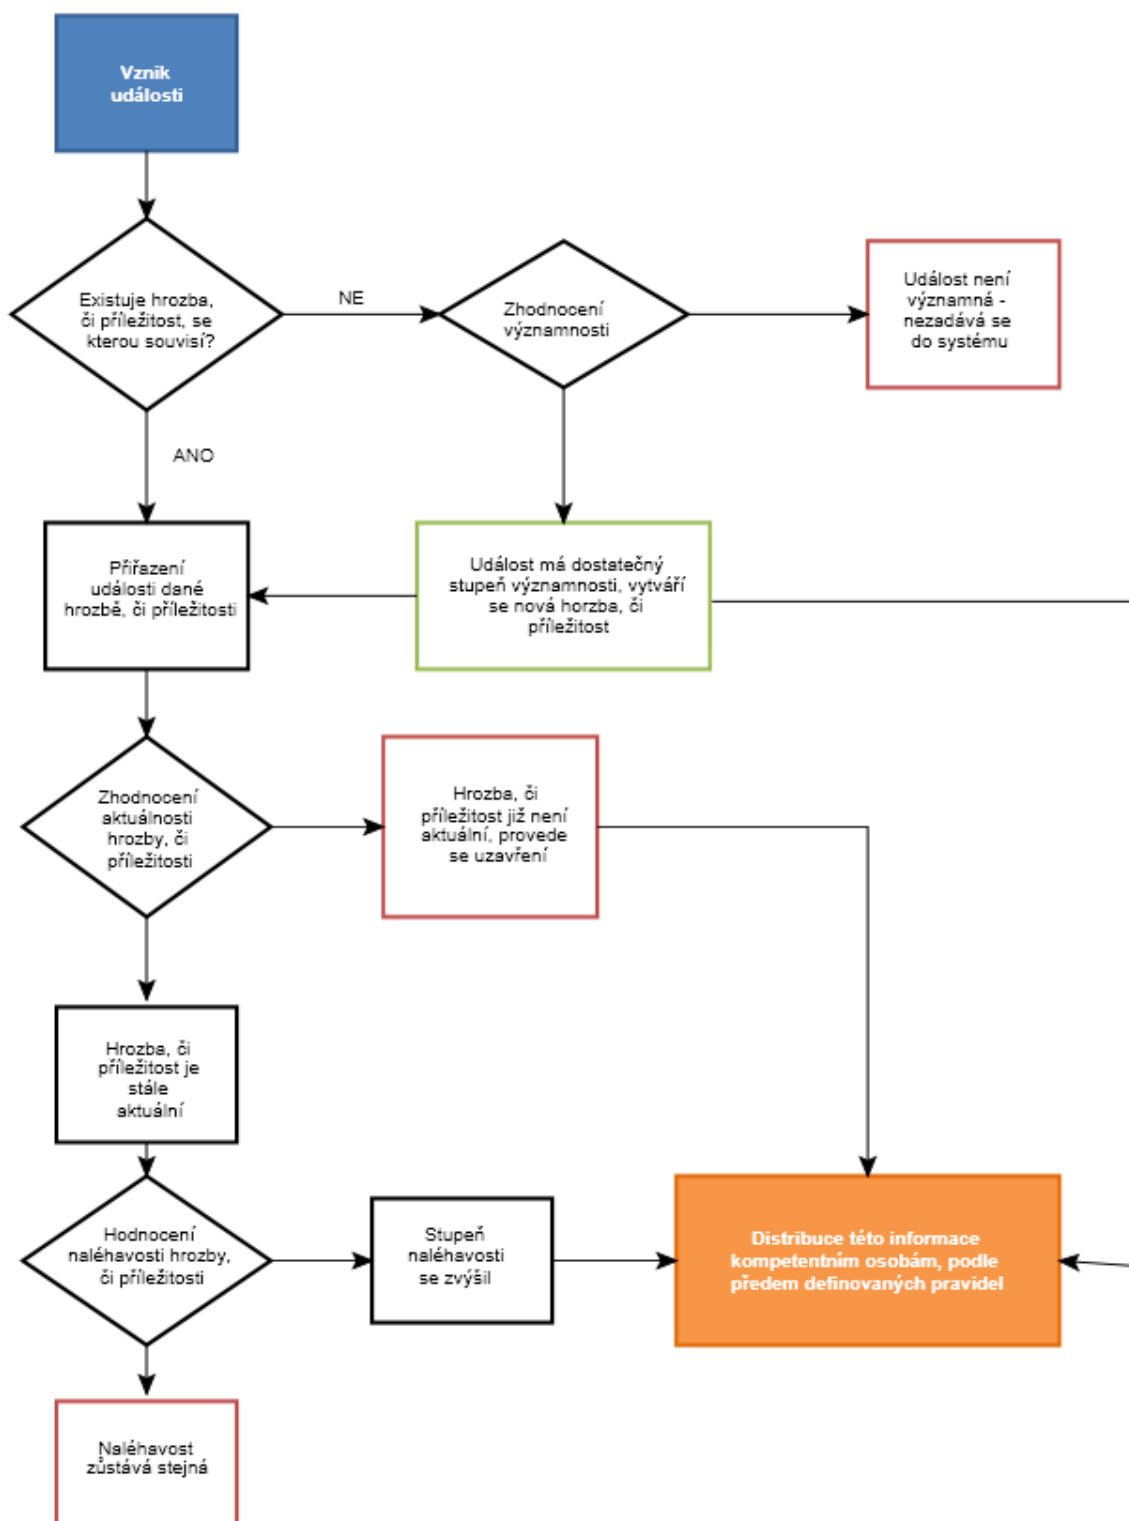 Vznik
události
Existuje hrozba,
či příležitost, se
kterou souvisí?
NE
Zhodnocení
významnosti
Událost není
významná -
nezadává se
do systému
ANO
Přiřazení
události dané
hrozbě, či příležitosti
Událost má dostatečný
stupeň významnosti, vytváří
se nová horzba, či
příležitost
Zhodnocení
aktuálnosti
hrozby, či
příležitosti
Hrozba, či
příležitost již není
aktuální, provede
se uzavření
Hrozba, či
příležitost je
stále
aktuální
Hodnocení
naléhavosti hrozby,
či příležitosti
Stupeň
naléhavosti
se zvýšil
Distribuce této informace
kompetentním osobám, podle
předem definovaných pravidel
Naléhavost
zůstává stejná